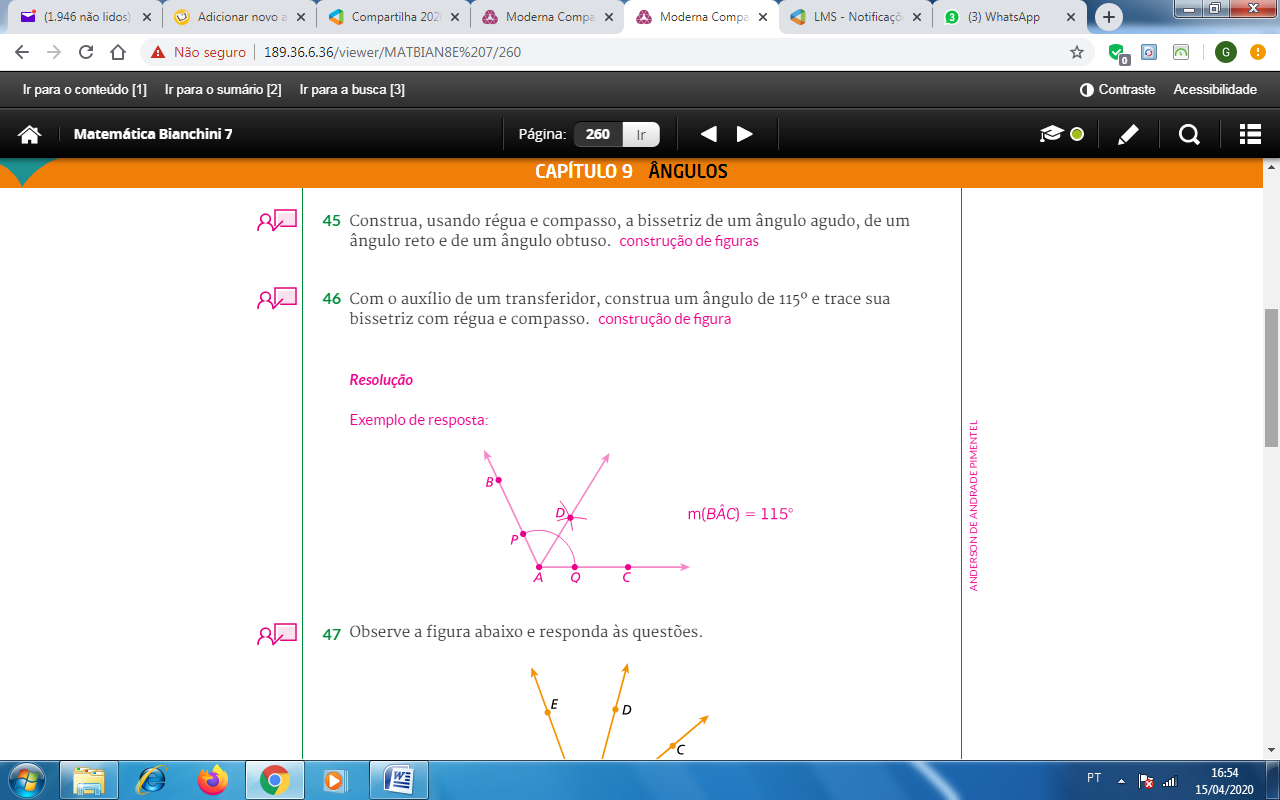 (1.946 não lidos)
Adicionar novo a
Compartilha 202
Moderna Compa
Moderna Compa
LMS - Notificaçõ
(3) WhatsApp
Não seguro
189.36.6.36/viewer/MATBIAN8E%207/260
0
G
Ir para o conteúdo [1] Ir para o sumário [2] Ir para a busca [3]
Contraste Acessibilidade
Matemática Bianchini 7
Página: 260 Ir
CAPÍTULO 9 ÂNGULOS
45 Construa, usando régua e compasso, a bissetriz de um ângulo agudo, de um
ângulo reto e de um ângulo obtuso. construção de figuras
46 Com o auxílio de um transferidor, construa um ângulo de 115º e trace sua
bissetriz com régua e compasso. construção de figura
Resolução
Exemplo de resposta:
B
D
P
A
Q
C
m(BÂC) = 115°
ANDERSON DE ANDRADE PIMENTEL
47 Observe a figura abaixo e responda às questões.
E
D
C
PT
16:54
15/04/2020